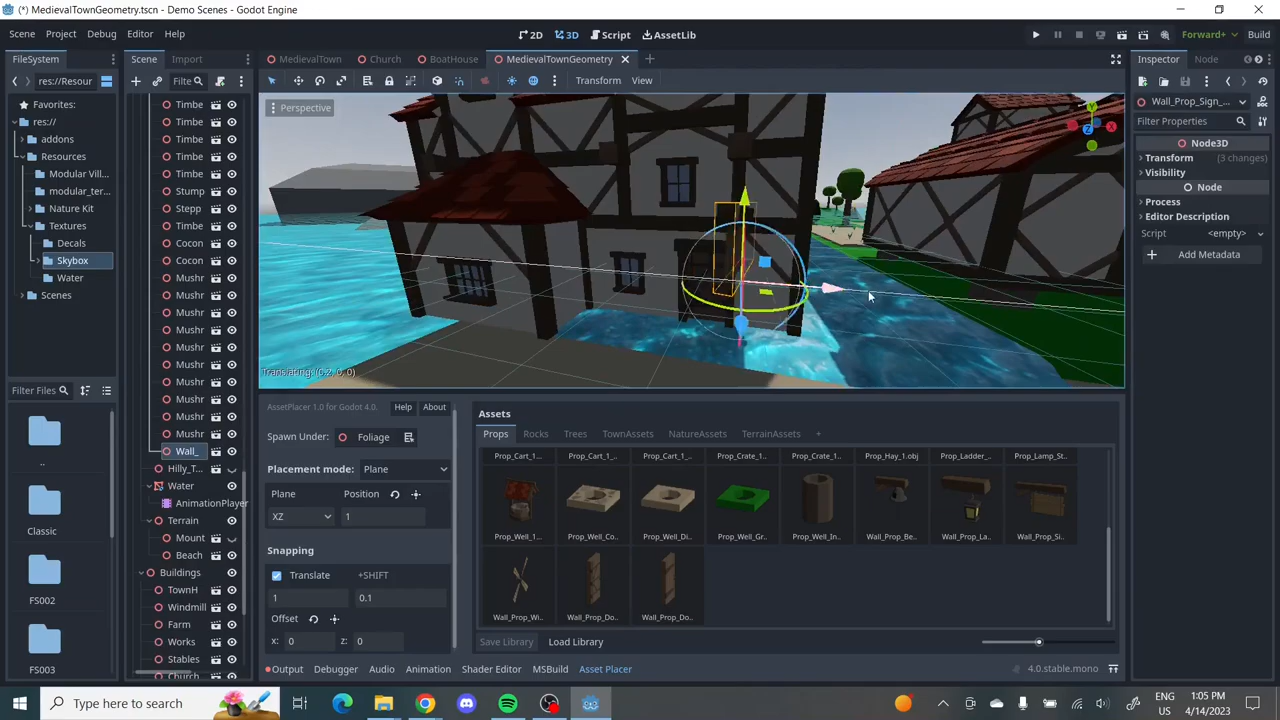 (*) MedievalTownGeometry.tscn - Demo Scenes - Godot Engine
Scene Project Debug Editor Help
2D 3D Script AssetLib
Forward+ Build
FileSystem
Scene Import
MedievalTown Church BoatHouse MedievalTownGeometry
Inspector Node
res://Resour
Filte
Transform View
Favorites:
res://
addons
Resources
Modular Vill...
modular_ter...
Nature Kit
Textures
Decals
Skybox
Water
Scenes
Filter Files
..
Classic
FS002
FS003
Timbe
Timbe
Timbe
Timbe
Timbe
Stump
Stepp
Timbe
Cocon
Cocon
Mushr
Mushr
Mushr
Mushr
Mushr
Mushr
Mushr
Mushr
Mushr
Mushr
Wall_
Hilly_T...
Water
AnimationPlayer
Terrain
Mount
Beach
Buildings
TownH
Windmill
Farm
Works
Stables
Church
Perspective
Translating: (0.2, 0, 0)
Wall_Prop_Sign_...
Filter Properties
Node3D
Transform (3 changes)
Visibility
Node
Process
Editor Description
Script <empty>
Add Metadata
AssetPlacer 1.0 for Godot 4.0. Help About
Spawn Under: Foliage
Placement mode: Plane
Plane Position
XZ 1
Snapping
Translate +SHIFT
1 0.1
Offset
x: 0 z: 0
Assets
Props Rocks Trees TownAssets NatureAssets TerrainAssets +
Prop_Cart_1... Prop_Cart_1_.. Prop_Cart_1_.. Prop_Crate_1... Prop_Hay_1.obj Prop_Ladder_.. Prop_Lamp_St..
Prop_Well_1... Prop_Well_Co.. Prop_Well_Di... Prop_Well_Gr.. Prop_Well_In.. Wall_Prop_Be.. Wall_Prop_La.. Wall_Prop_Si..
Wall_Prop_Wi... Wall_Prop_Do.. Wall_Prop_Do..
Save Library Load Library
Output Debugger Audio Animation Shader Editor MSBuild Asset Placer
4.0.stable.mono
Type here to search
ENG
US
1:05 PM
4/14/2023